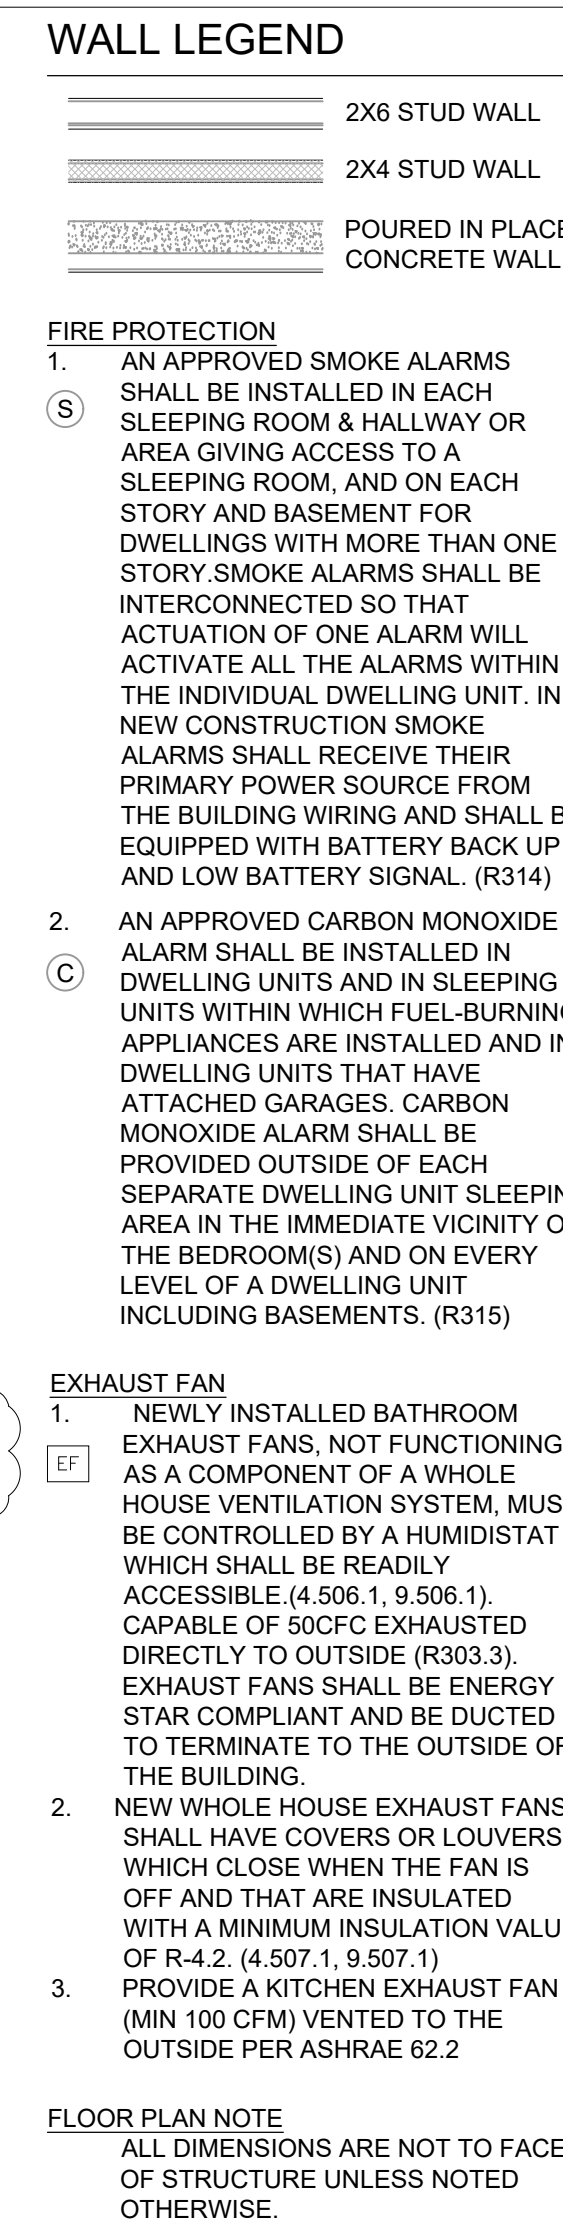 WALL LEGEND
2X6 STUD WALL
2X4 STUD WALL
POURED IN PLACE
CONCRETE WALL
FIRE PROTECTION
1. AN APPROVED SMOKE ALARMS
S
SHALL BE INSTALLED IN EACH
SLEEPING ROOM & HALLWAY OR
AREA GIVING ACCESS TO A
SLEEPING ROOM, AND ON EACH
STORY AND BASEMENT FOR
DWELLINGS WITH MORE THAN ONE
STORY.SMOKE ALARMS SHALL BE
INTERCONNECTED SO THAT
ACTUATION OF ONE ALARM WILL
ACTIVATE ALL THE ALARMS WITHIN
THE INDIVIDUAL DWELLING UNIT. IN
NEW CONSTRUCTION SMOKE
ALARMS SHALL RECEIVE THEIR
PRIMARY POWER SOURCE FROM
THE BUILDING WIRING AND SHALL B
EQUIPPED WITH BATTERY BACK UP
AND LOW BATTERY SIGNAL. (R314)
2. AN APPROVED CARBON MONOXIDE
C
ALARM SHALL BE INSTALLED IN
DWELLING UNITS AND IN SLEEPING
UNITS WITHIN WHICH FUEL-BURNING
APPLIANCES ARE INSTALLED AND IN
DWELLING UNITS THAT HAVE
ATTACHED GARAGES. CARBON
MONOXIDE ALARM SHALL BE
PROVIDED OUTSIDE OF EACH
SEPARATE DWELLING UNIT SLEEPIN
AREA IN THE IMMEDIATE VICINITY O
THE BEDROOM(S) AND ON EVERY
LEVEL OF A DWELLING UNIT
INCLUDING BASEMENTS. (R315)
EXHAUST FAN
1. NEWLY INSTALLED BATHROOM
EF
EXHAUST FANS, NOT FUNCTIONING
AS A COMPONENT OF A WHOLE
HOUSE VENTILATION SYSTEM, MUS
BE CONTROLLED BY A HUMIDISTAT
WHICH SHALL BE READILY
ACCESSIBLE.(4.506.1, 9.506.1).
CAPABLE OF 50CFC EXHAUSTED
DIRECTLY TO OUTSIDE (R303.3).
EXHAUST FANS SHALL BE ENERGY
STAR COMPLIANT AND BE DUCTED
TO TERMINATE TO THE OUTSIDE OF
THE BUILDING.
2. NEW WHOLE HOUSE EXHAUST FANS
SHALL HAVE COVERS OR LOUVERS
WHICH CLOSE WHEN THE FAN IS
OFF AND THAT ARE INSULATED
WITH A MINIMUM INSULATION VALU
OF R-4.2. (4.507.1, 9.507.1)
3. PROVIDE A KITCHEN EXHAUST FAN
(MIN 100 CFM) VENTED TO THE
OUTSIDE PER ASHRAE 62.2
FLOOR PLAN NOTE
ALL DIMENSIONS ARE NOT TO FACE
OF STRUCTURE UNLESS NOTED
OTHERWISE.